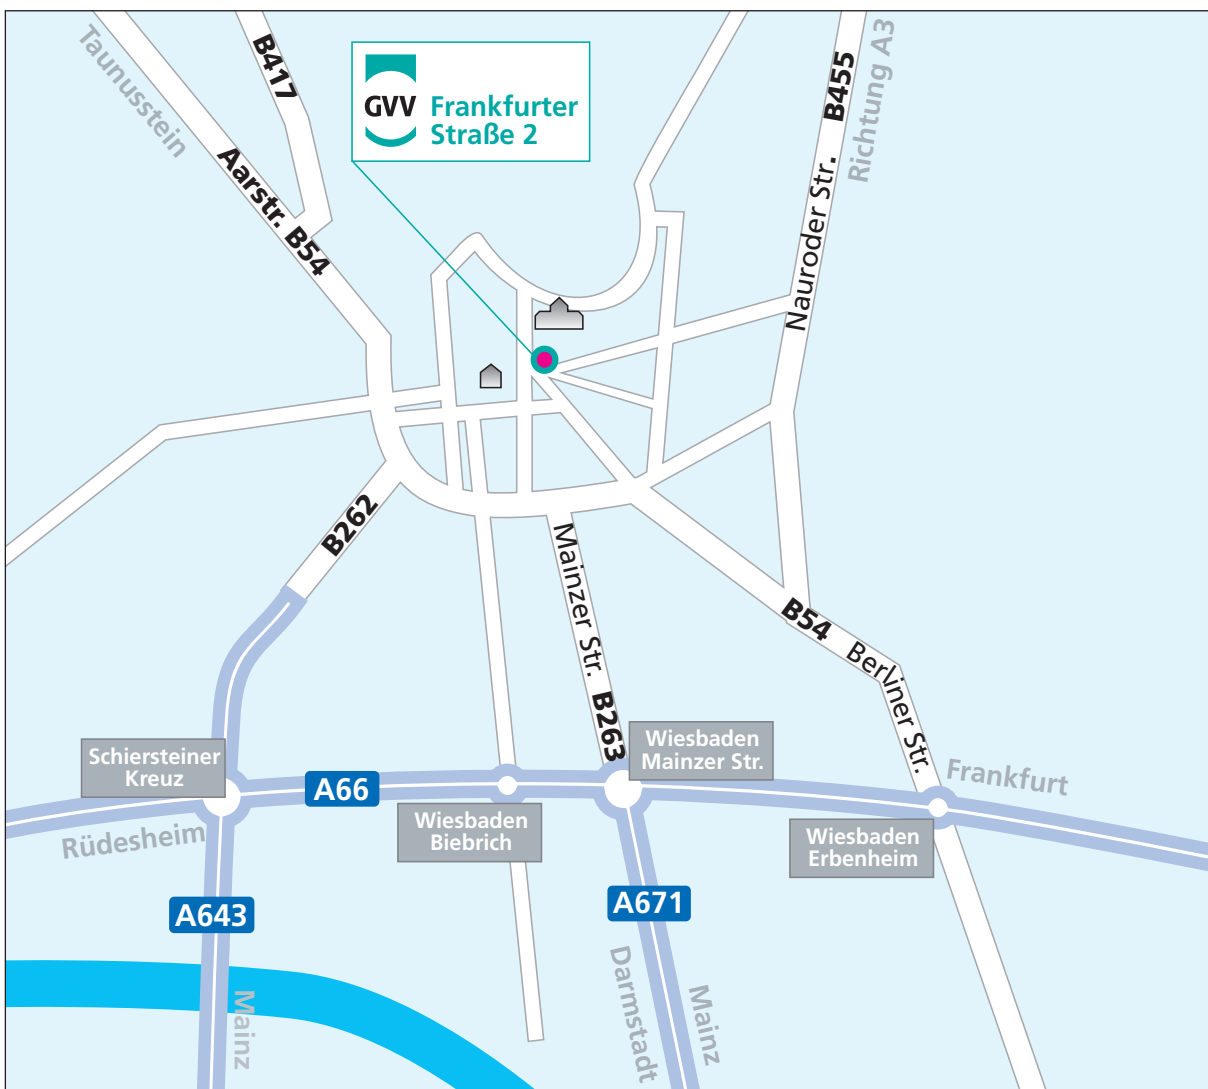 Taunusstein
B417
GVV
Frankfurter
Straße 2
B455
Richtung A3
Nauroder Str.
Aarstr. B54
B262
Mainzer Str. B263
B54 Berliner Str.
Schiersteiner
Kreuz
A66
Wiesbaden
Mainzer Str.
Frankfurt
Rüdesheim
Wiesbaden
Biebrich
Wiesbaden
Erbenheim
A643
A671
Mainz
Darmstadt
Mainz